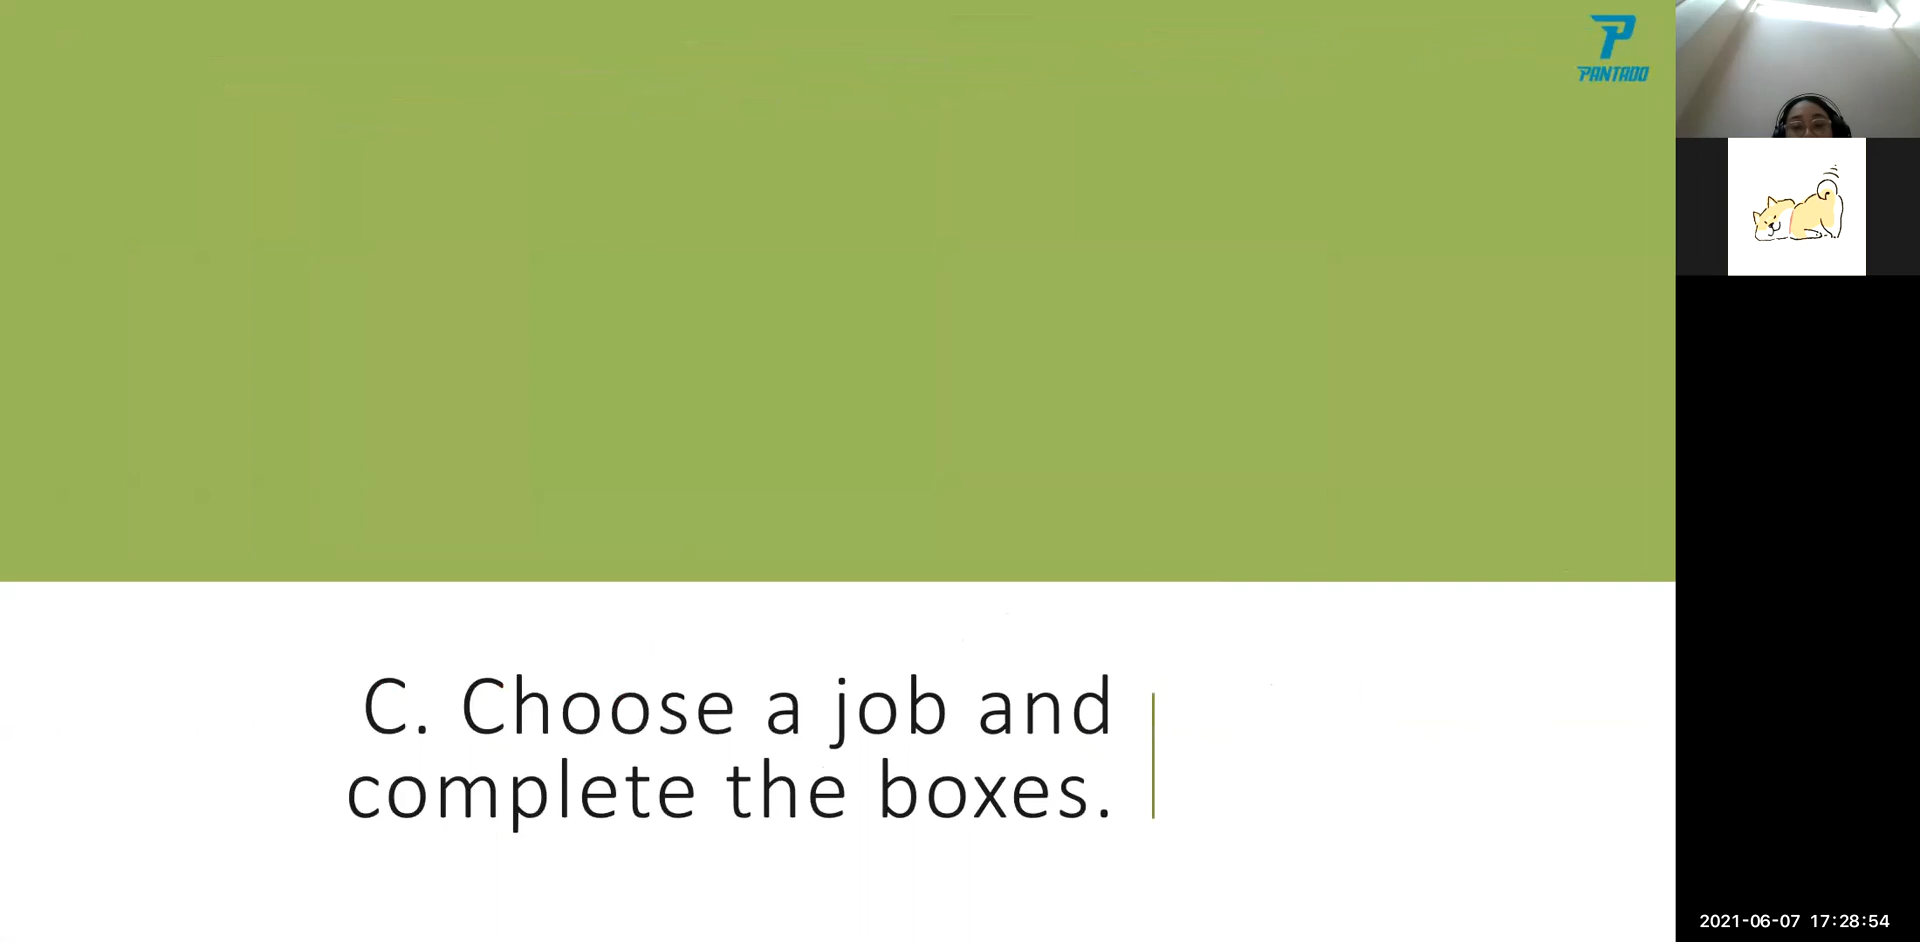 PANTADO
C. Choose a job and
complete the boxes.
2021-06-07 17:28:54